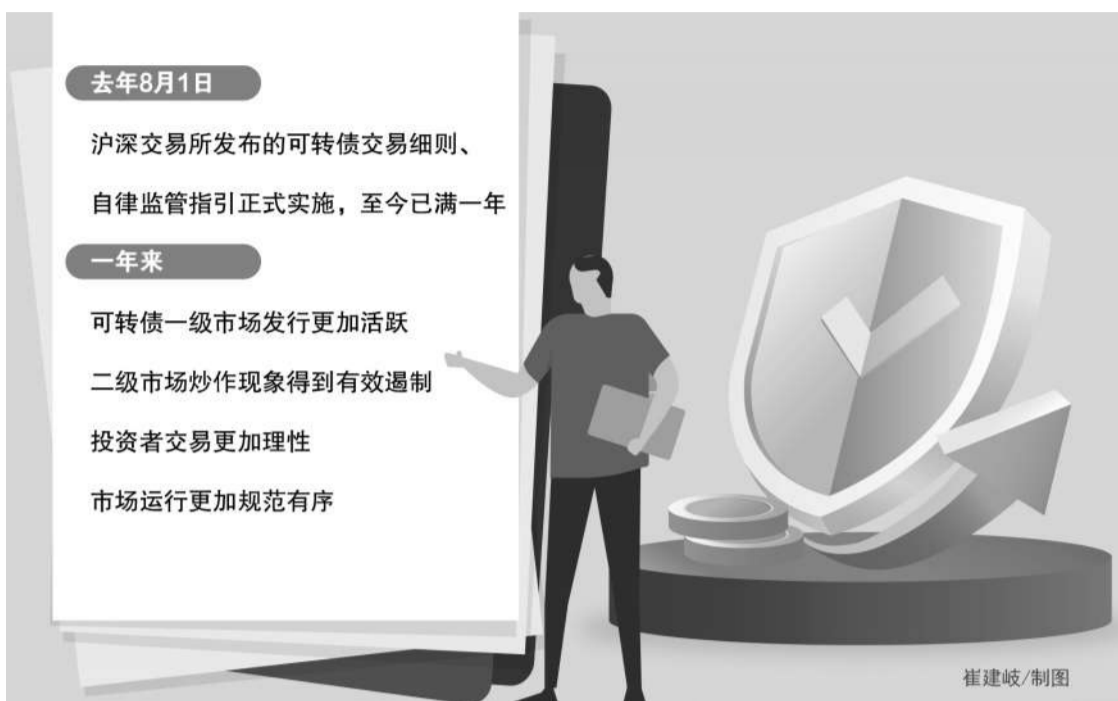 去年8月1日
沪深交易所发布的可转债交易细则、
自律监管指引正式实施，至今已满一年
一年来
可转债一级市场发行更加活跃
二级市场炒作现象得到有效遏制
投资者交易更加理性
市场运行更加规范有序
崔建岐/制图